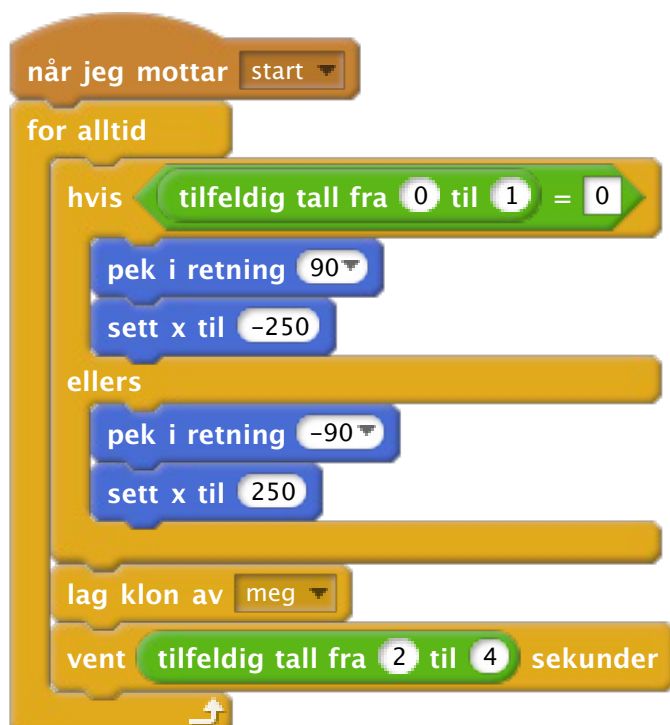 når jeg mottar start
for alltid
hvis tilfeldig tall fra 0 til 1 = 0
pek i retning 90
sett x til -250
ellers
pek i retning -90
sett x til 250
lag klon av meg
vent tilfeldig tall fra 2 til 4 sekunder